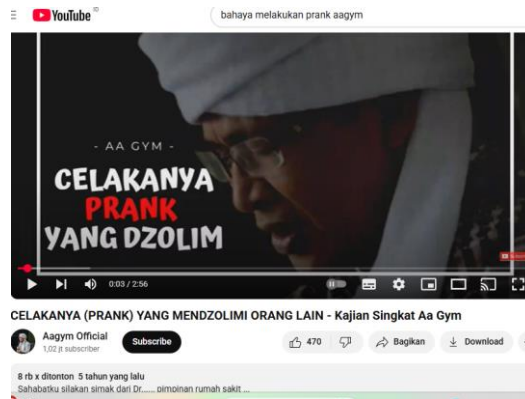 YouTube ID
bahaya melakukan prank aagym
- AA GYM -
CELAKANYA
PRANK
YANG DZOLIM
0:03 / 2:56
CELAKANYA (PRANK) YANG MENDZOLIMI ORANG LAIN - Kajian Singkat Aa Gym
Aagym Official
1,02 jt subscriber
Subscribe
470
Bagikan
Download
8 rb x ditonton 5 tahun yang lalu
Sahabatku silakan simak dari Dr...... pimpinan rumah sakit ...